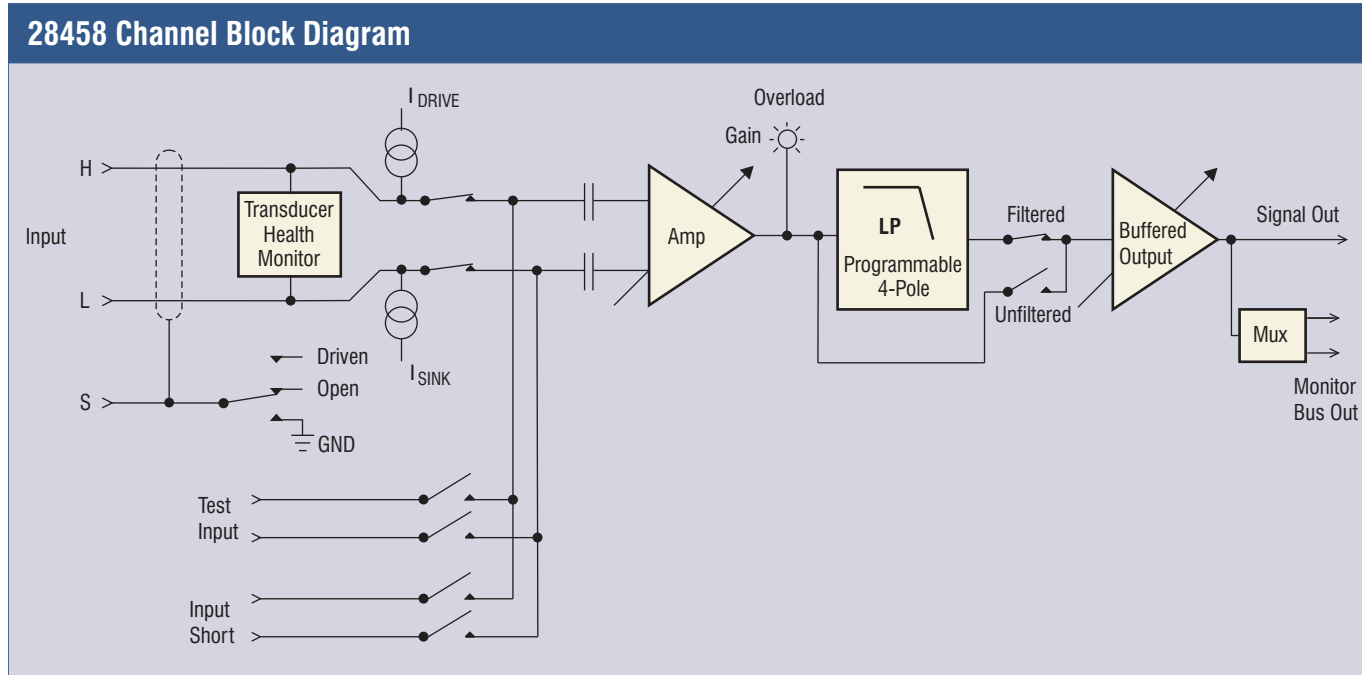 28458 Channel Block Diagram
I DRIVE
Overload
Gain
H
Transducer
Health
Monitor
Input
L
I SINK
Amp
LP
Programmable
4-Pole
Filtered
Unfiltered
Buffered
Output
Signal Out
Mux
Monitor
Bus Out
Driven
Open
S
GND
Test
Input
Input
Short